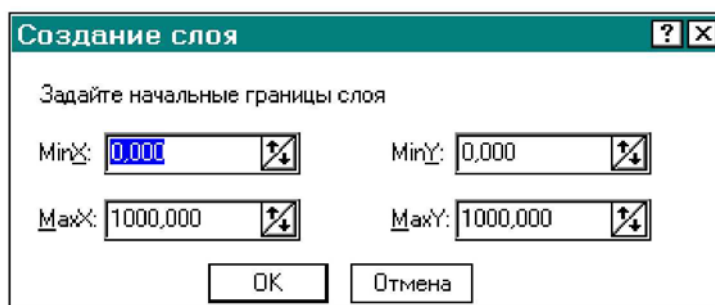 Создание слоя
Задайте начальные границы слоя
MinX: 0,000 MinY: 0,000
MaxX: 1000,000 MaxY: 1000,000
OK Отмена